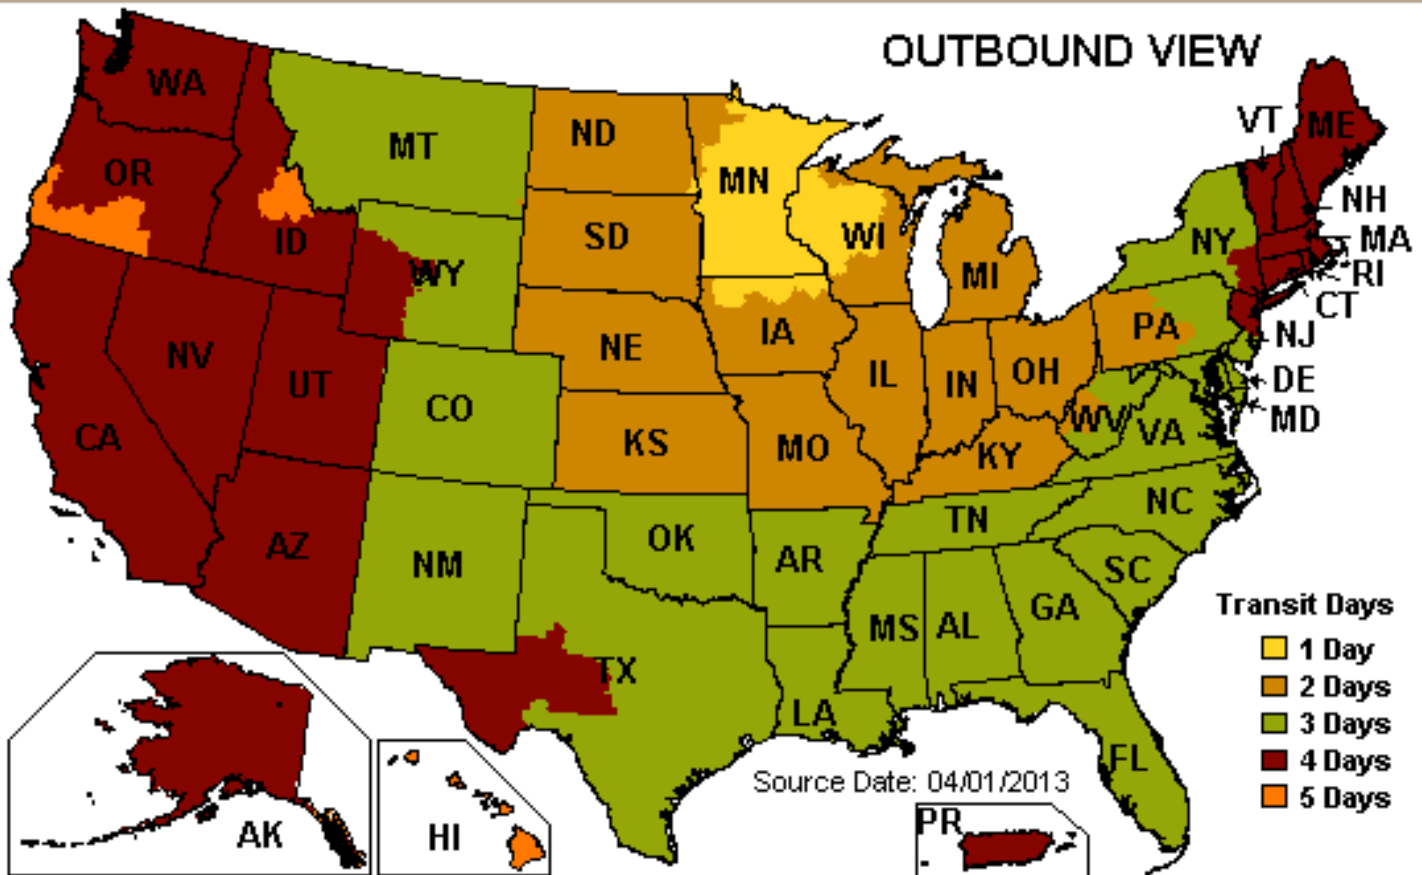 OUTBOUND VIEW
WA
MT
ND
MN
VT
ME
OR
SD
WI
NH
ID
WY
MI
NY
MA
RI
CT
NV
NE
IA
PA
NJ
UT
CO
IL
IN
OH
DE
MD
CA
KS
MO
KY
WV
VA
AZ
NM
OK
AR
TN
NC
SC
MS
AL
GA
TX
LA
FL
Transit Days
1 Day
2 Days
3 Days
4 Days
5 Days
Source Date: 04/01/2013
AK
HI
PR